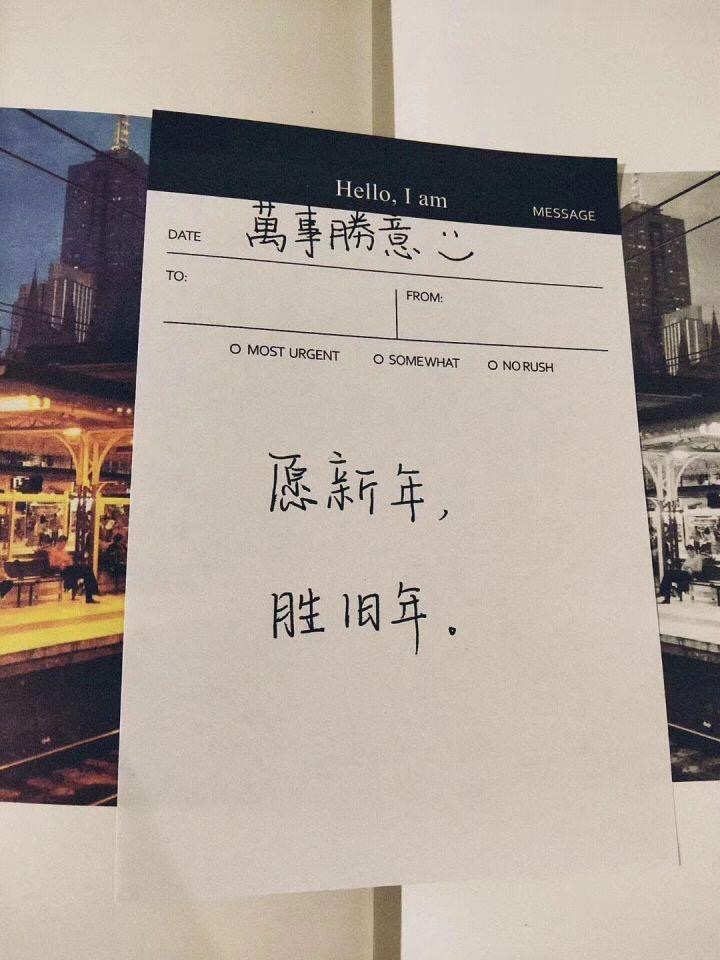 Hello, I am
MESSAGE
DATE 萬事勝意 :)
TO:
FROM:
O MOST URGENT O SOMEWHAT O NO RUSH
愿新年,
胜旧年.